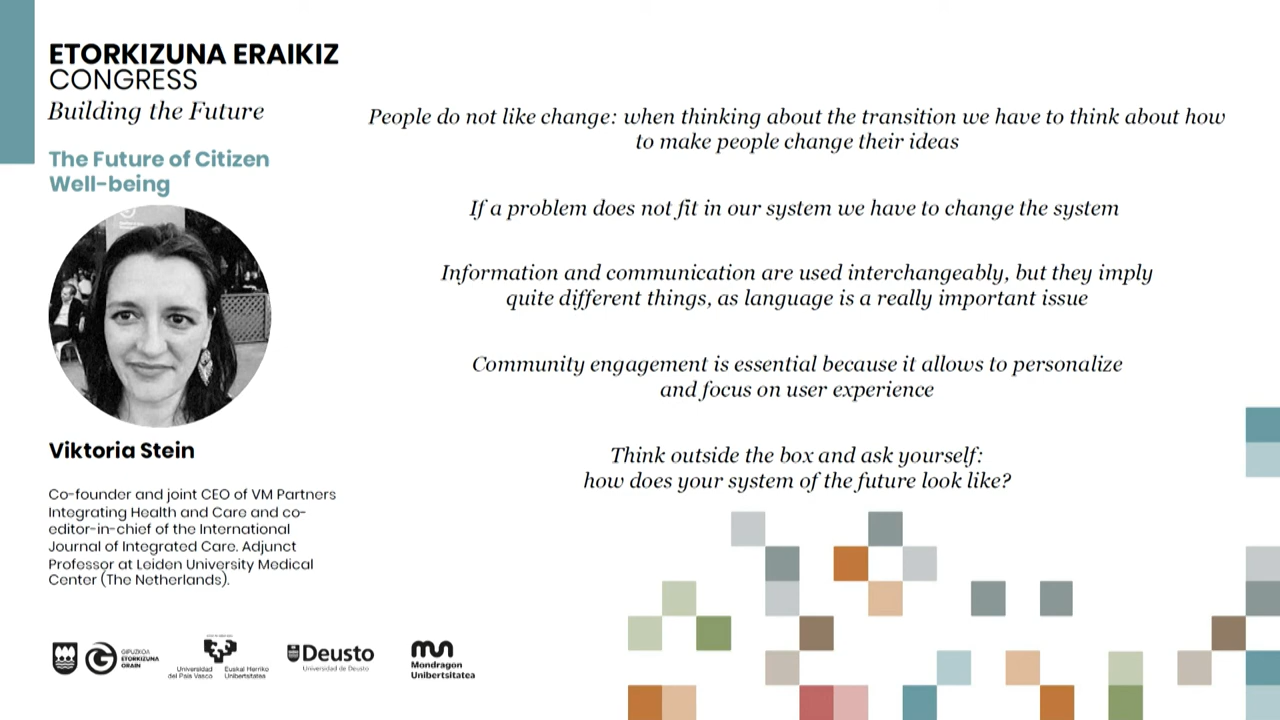 ETORKIZUNA ERAIKIZ
CONGRESS
Building the Future
The Future of Citizen
Well-being
Viktoria Stein
Co-founder and joint CEO of VM Partners
Integrating Health and Care and co-
editor-in-chief of the International
Journal of Integrated Care. Adjunct
Professor at Leiden University Medical
Center (The Netherlands).
People do not like change: when thinking about the transition we have to think about how
to make people change their ideas
If a problem does not fit in our system we have to change the system
Information and communication are used interchangeably, but they imply
quite different things, as language is a really important issue
Community engagement is essential because it allows to personalize
and focus on user experience
Think outside the box and ask yourself:
how does your system of the future look like?
GIPUZKOA
ETORKIZUNA
ORAIN
Universidad
del País Vasco
Euskal Herriko
Unibertsitatea
Deusto
Universidad de Deusto
Mondragon
Unibertsitatea